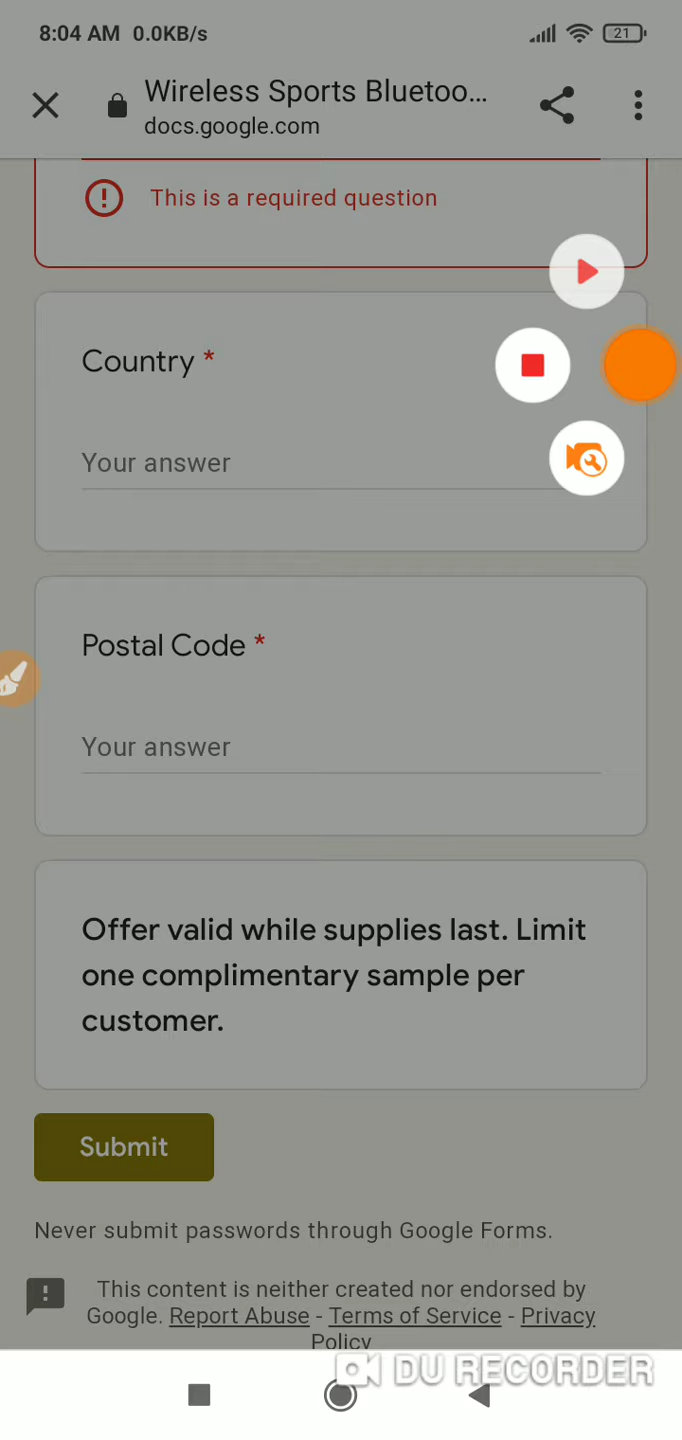 8:04 AM 0.0KB/s
21
Wireless Sports Bluetoo...
docs.google.com
This is a required question
Country *
Your answer
Postal Code *
Your answer
Offer valid while supplies last. Limit
one complimentary sample per
customer.
Submit
Never submit passwords through Google Forms.
This content is neither created nor endorsed by
Google. Report Abuse - Terms of Service - Privacy
Policy
DU RECORDER